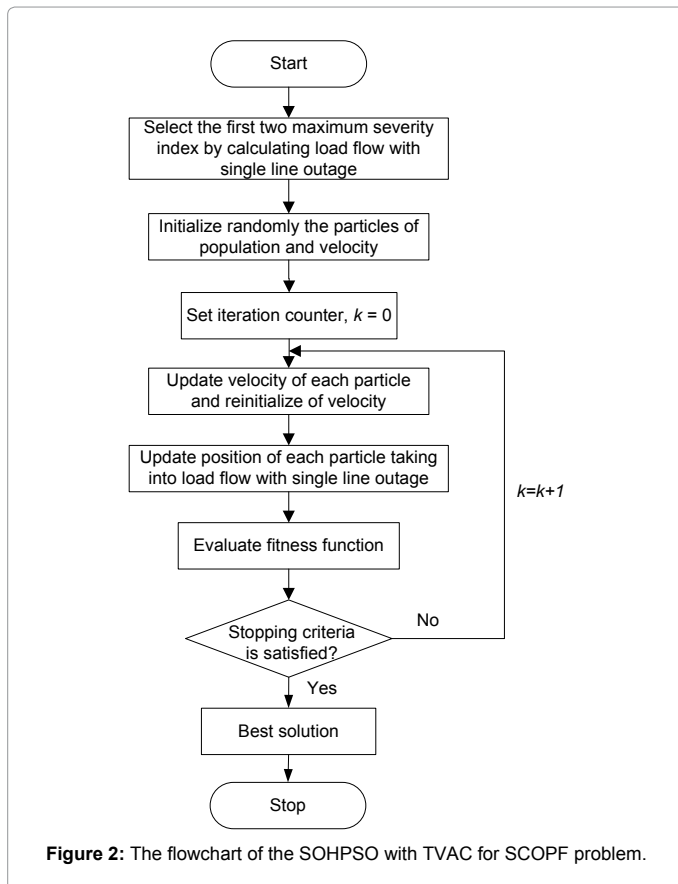 Start
Select the first two maximum severity
index by calculating load flow with
single line outage
Initialize randomly the particles of
population and velocity
Set iteration counter, k = 0
Update velocity of each particle
and reinitialize of velocity
Update position of each particle taking
into load flow with single line outage
k=k+1
Evaluate fitness function
Stopping criteria
is satisfied?
No
Yes
Best solution
Stop
Figure 2: The flowchart of the SOHPSO with TVAC for SCOPF problem.